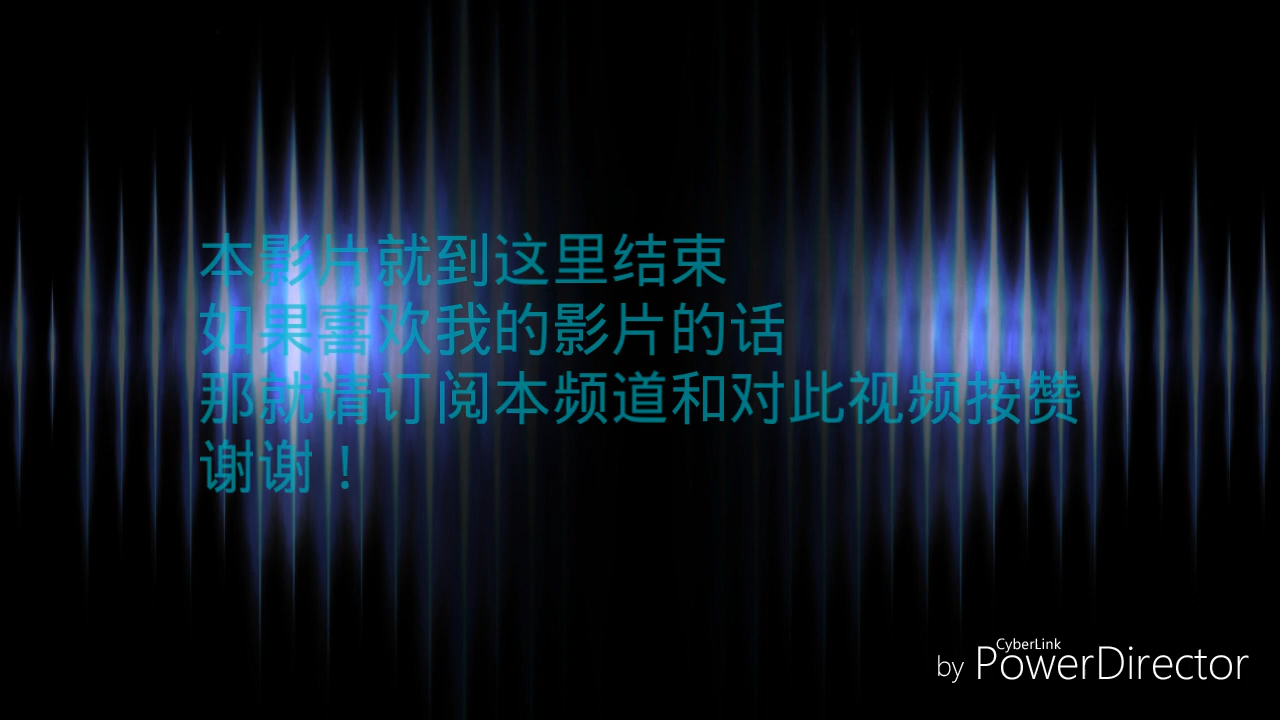 本影片就到这里结束
如果喜欢我的影片的话
那就请订阅本频道和对此视频按赞
谢谢！
CyberLink
by PowerDirector